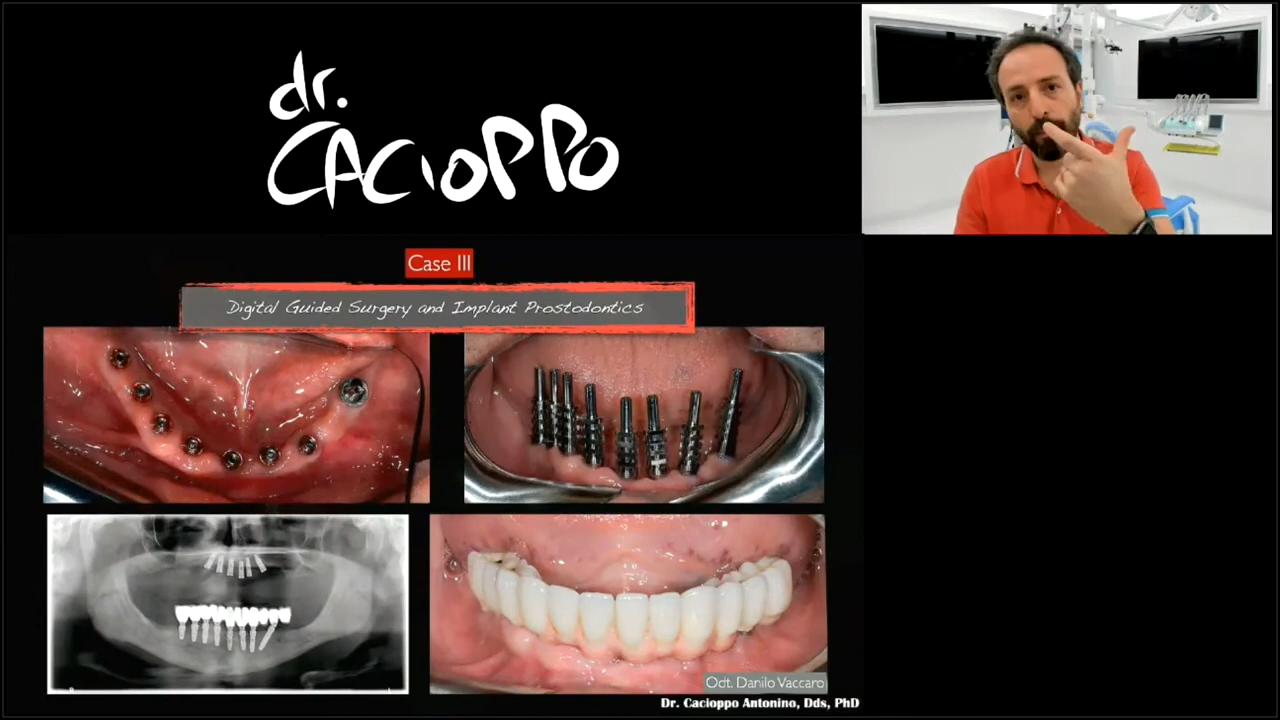 dr.
CACIOPPO
Case III
Digital Guided Surgery and Implant Prostodontics
Odt. Danilo Vaccaro
Dr. Cacioppo Antonino, Dds, PhD